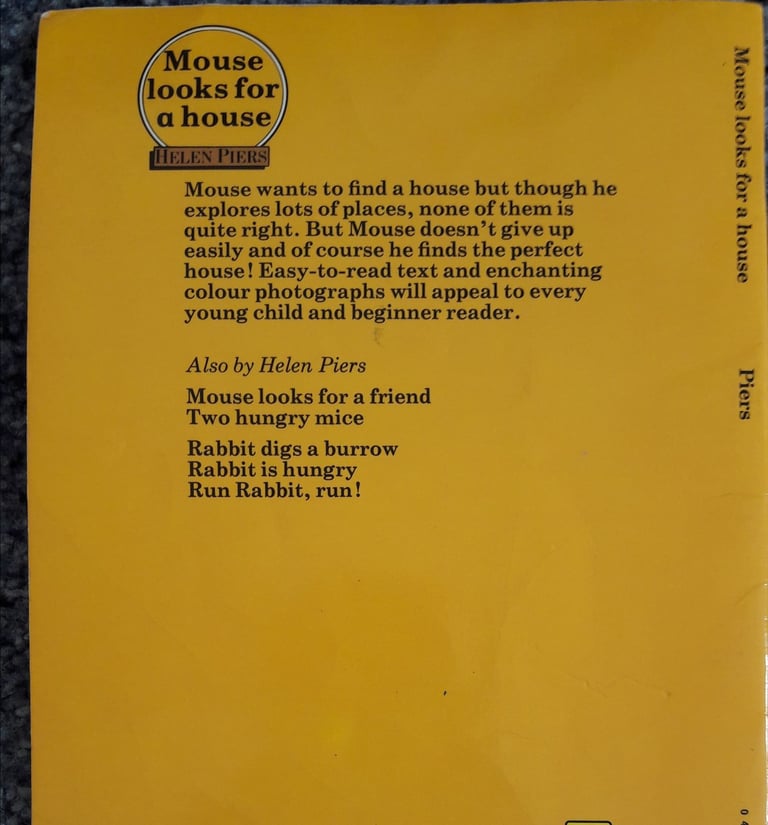 Mouse
looks for
a house
HELEN PIERS
Mouse wants to find a house but though he
explores lots of places, none of them is
quite right. But Mouse doesn't give up
easily and of course he finds the perfect
house! Easy-to-read text and enchanting
colour photographs will appeal to every
young child and beginner reader.
Also by Helen Piers
Mouse looks for a friend
Two hungry mice
Rabbit digs a burrow
Rabbit is hungry
Run Rabbit, run!
Mouse looks for a house
Piers